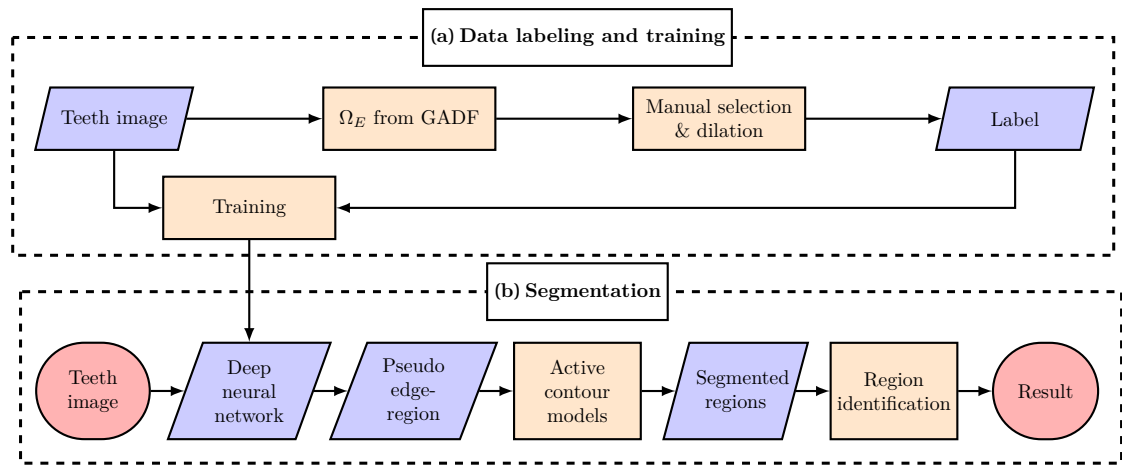 (a) Data labeling and training
Teeth image
Ω_E from GADF
Manual selection
& dilation
Label
Training
(b) Segmentation
Teeth
image
Deep
neural
network
Pseudo
edge-
region
Active
contour
models
Segmented
regions
Region
identification
Result